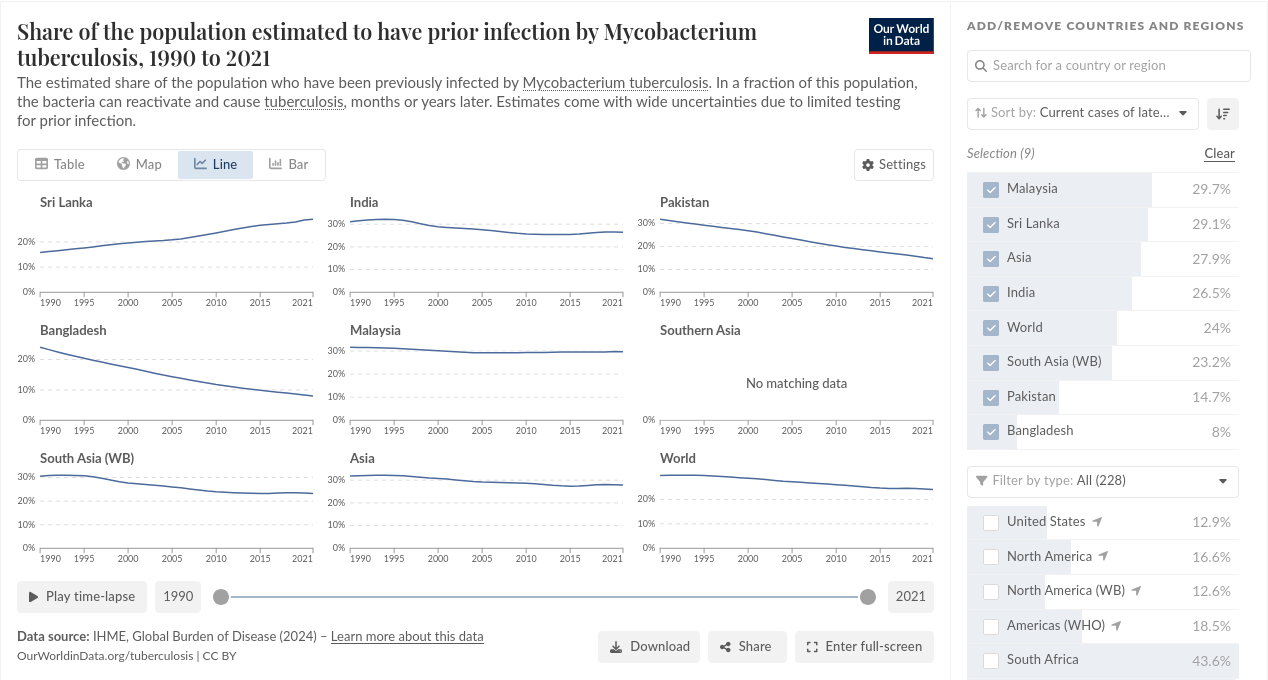 Share of the population estimated to have prior infection by Mycobacterium
tuberculosis, 1990 to 2021
Our World
in Data
The estimated share of the population who have been previously infected by Mycobacterium tuberculosis. In a fraction of this population,
the bacteria can reactivate and cause tuberculosis, months or years later. Estimates come with wide uncertainties due to limited testing
for prior infection.
Table
Map
Line
Bar
Settings
Sri Lanka
20%
10%
0%
1990 1995 2000 2005 2010 2015 2021
India
30%
20%
10%
0%
1990 1995 2000 2005 2010 2015 2021
Pakistan
30%
20%
10%
0%
1990 1995 2000 2005 2010 2015 2021
Bangladesh
20%
10%
0%
1990 1995 2000 2005 2010 2015 2021
Malaysia
30%
20%
10%
0%
1990 1995 2000 2005 2010 2015 2021
Southern Asia
No matching data
0%
1990 1995 2000 2005 2010 2015 2021
South Asia (WB)
30%
20%
10%
0%
1990 1995 2000 2005 2010 2015 2021
Asia
30%
20%
10%
0%
1990 1995 2000 2005 2010 2015 2021
World
20%
10%
0%
1990 1995 2000 2005 2010 2015 2021
Play time-lapse
1990
2021
Data source: IHME, Global Burden of Disease (2024) – Learn more about this data
OurWorldinData.org/tuberculosis | CC BY
Download
Share
Enter full-screen
ADD/REMOVE COUNTRIES AND REGIONS
Search for a country or region
Sort by: Current cases of late...
Selection (9)
Clear
Malaysia 29.7%
Sri Lanka 29.1%
Asia 27.9%
India 26.5%
World 24%
South Asia (WB) 23.2%
Pakistan 14.7%
Bangladesh 8%
Filter by type: All (228)
United States 12.9%
North America 16.6%
North America (WB) 12.6%
Americas (WHO) 18.5%
South Africa 43.6%